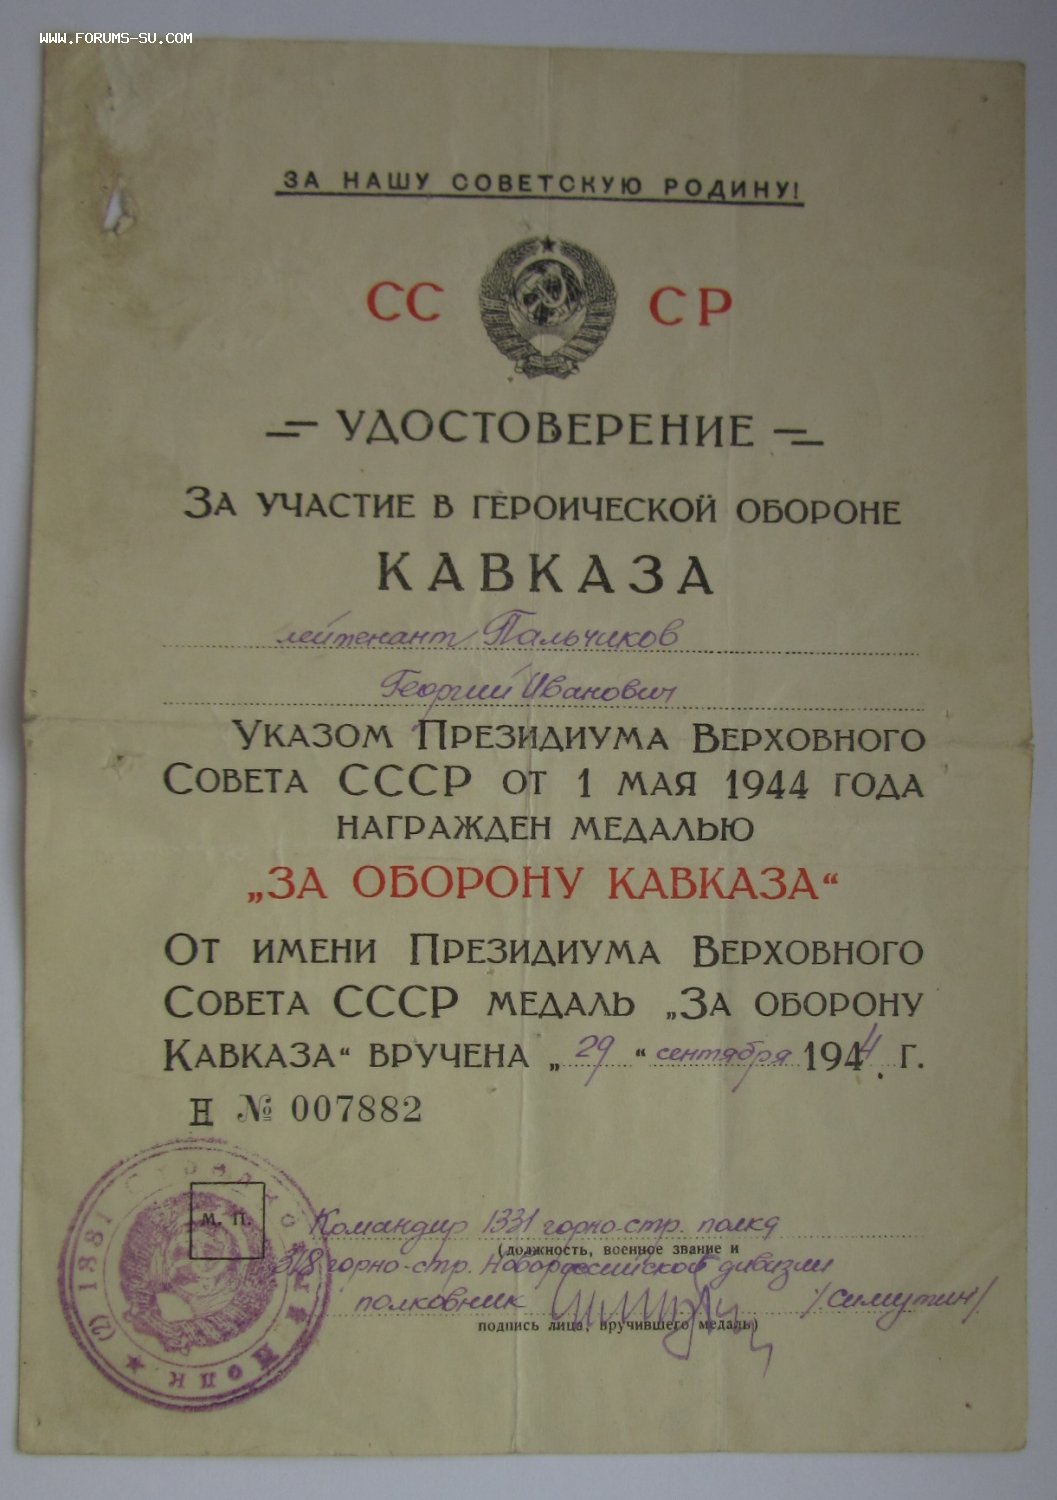 WWW.FORUMS-SU.COM
ЗА НАШУ СОВЕТСКУЮ РОДИНУ!
СС СР
УДОСТОВЕРЕНИЕ
ЗА УЧАСТИЕ В ГЕРОИЧЕСКОЙ ОБОРОНЕ
КАВКАЗА
лейтенант Пальчиков
Георгий Иванович
УКАЗОМ ПРЕЗИДИУМА ВЕРХОВНОГО
СОВЕТА СССР ОТ 1 МАЯ 1944 ГОДА
НАГРАЖДЕН МЕДАЛЬЮ
„ЗА ОБОРОНУ КАВКАЗА“
ОТ ИМЕНИ ПРЕЗИДИУМА ВЕРХОВНОГО
СОВЕТА СССР МЕДАЛЬ „ЗА ОБОРОНУ
КАВКАЗА“ ВРУЧЕНА „29“ сентября 1944 г.
Н № 007882
М. П.
Командир 1331 горно-стр. полка
(должность, военное звание и
318 горно-стр. Новороссийской дивизии
полковник /Симутин/
подпись лица, вручившего медаль)